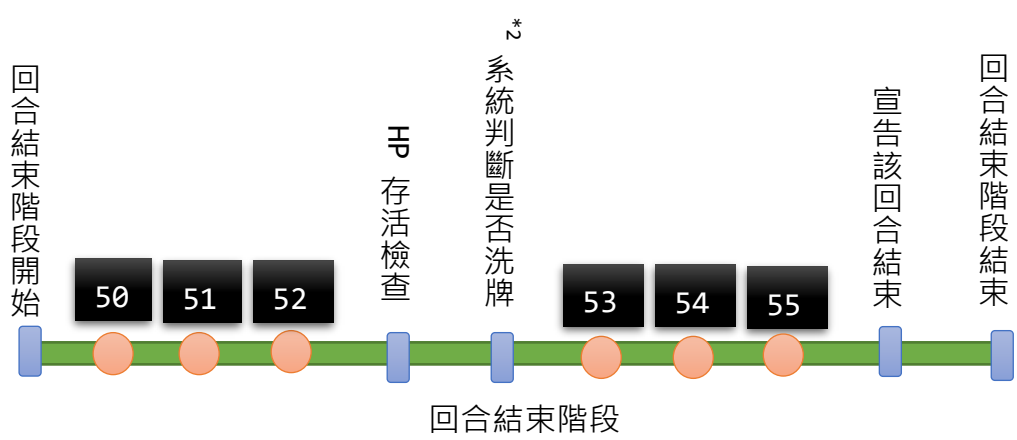 回合結束階段開始
50
51
52
HP 存活檢查
*2 系統判斷是否洗牌
53
54
55
宣告該回合結束
回合結束階段結束
回合結束階段